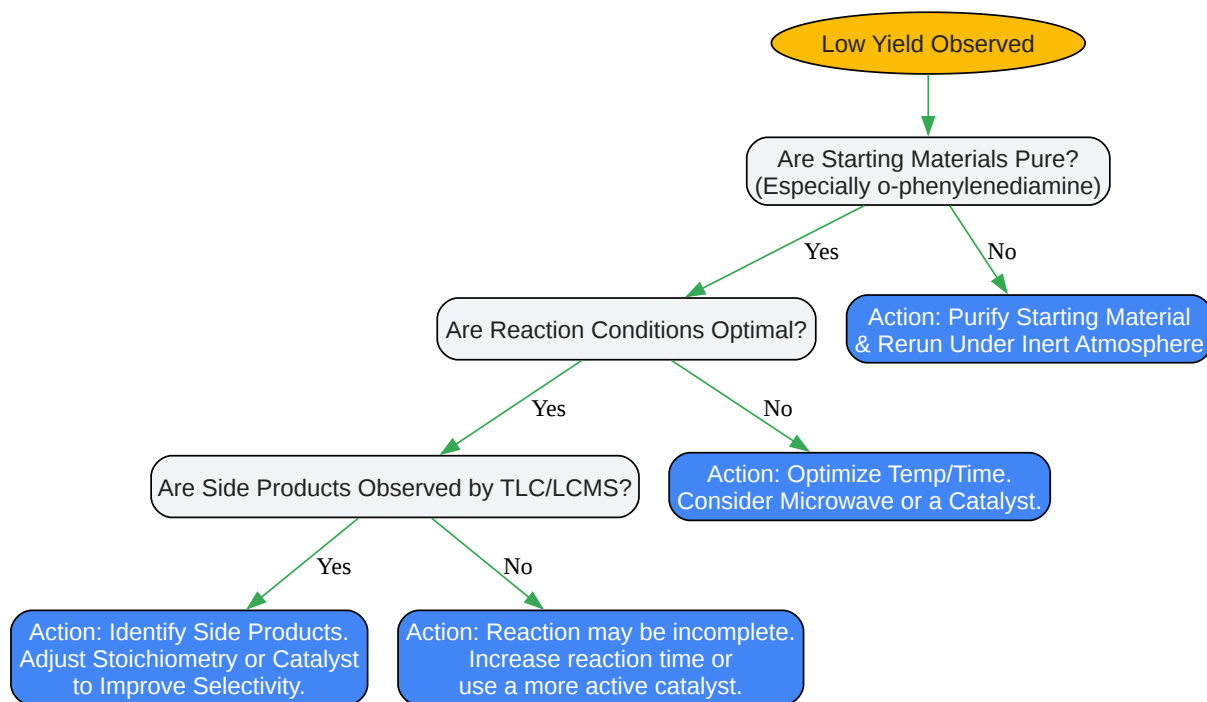 Low Yield Observed
Are Starting Materials Pure?
(Especially o-phenylenediamine)
Yes
No
Are Reaction Conditions Optimal?
Action: Purify Starting Material
& Rerun Under Inert Atmosphere
Yes
No
Are Side Products Observed by TLC/LCMS?
Action: Optimize Temp/Time.
Consider Microwave or a Catalyst.
Yes
No
Action: Identify Side Products.
Adjust Stoichiometry or Catalyst
to Improve Selectivity.
Action: Reaction may be incomplete.
Increase reaction time or
use a more active catalyst.